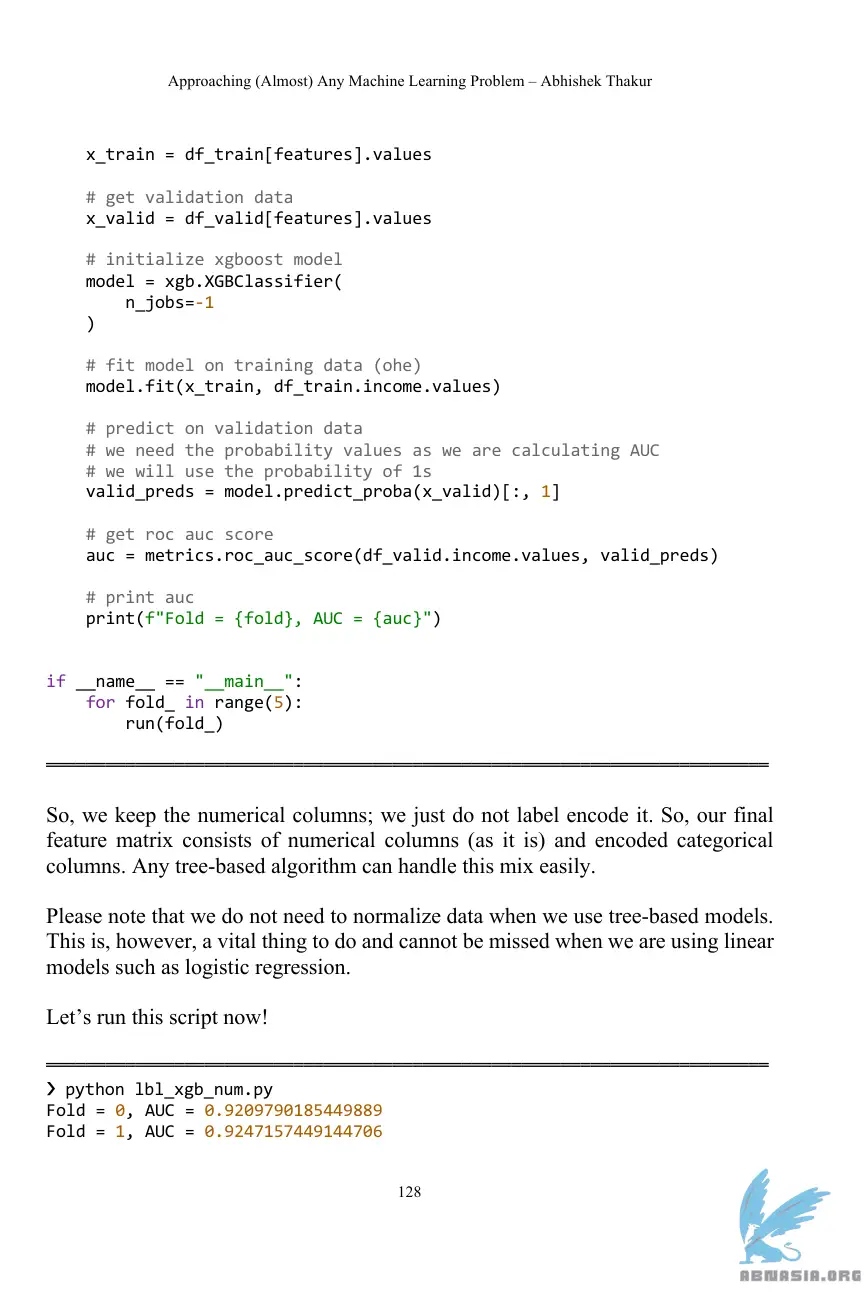 Approaching (Almost) Any Machine Learning Problem – Abhishek Thakur
    x_train = df_train[features].values
    # get validation data
    x_valid = df_valid[features].values
    # initialize xgboost model
    model = xgb.XGBClassifier(
        n_jobs=-1
    )
    # fit model on training data (ohe)
    model.fit(x_train, df_train.income.values)
    # predict on validation data
    # we need the probability values as we are calculating AUC
    # we will use the probability of 1s
    valid_preds = model.predict_proba(x_valid)[:, 1]
    # get roc auc score
    auc = metrics.roc_auc_score(df_valid.income.values, valid_preds)
    # print auc
    print(f"Fold = {fold}, AUC = {auc}")
if __name__ == "__main__":
    for fold_ in range(5):
        run(fold_)
So, we keep the numerical columns; we just do not label encode it. So, our final
feature matrix consists of numerical columns (as it is) and encoded categorical
columns. Any tree-based algorithm can handle this mix easily.
Please note that we do not need to normalize data when we use tree-based models.
This is, however, a vital thing to do and cannot be missed when we are using linear
models such as logistic regression.
Let’s run this script now!
❯ python lbl_xgb_num.py
Fold = 0, AUC = 0.9209790185449889
Fold = 1, AUC = 0.9247157449144706
128
ABNASIA.ORG